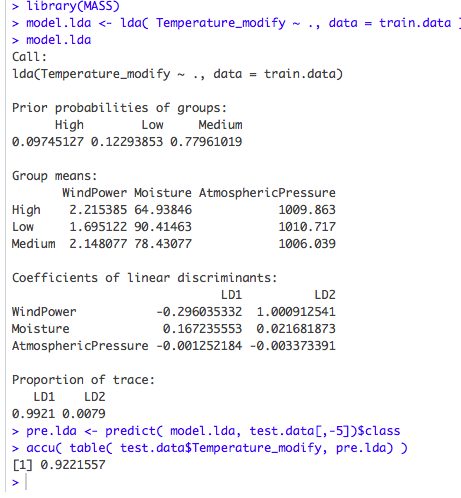 > library(MASS)
> model.lda <- lda( Temperature_modify ~ ., data = train.data )
> model.lda
Call:
lda(Temperature_modify ~ ., data = train.data)
Prior probabilities of groups:
High Low Medium
0.09745127 0.12293853 0.77961019
Group means:
WindPower Moisture AtmosphericPressure
High 2.215385 64.93846 1009.863
Low 1.695122 90.41463 1010.717
Medium 2.148077 78.43077 1006.039
Coefficients of linear discriminants:
LD1 LD2
WindPower -0.296035332 1.000912541
Moisture 0.167235553 0.021681873
AtmosphericPressure -0.001252184 -0.003373391
Proportion of trace:
LD1 LD2
0.9921 0.0079
> pre.lda <- predict( model.lda, test.data[,-5])$class
> accu( table( test.data$Temperature_modify, pre.lda) )
[1] 0.9221557
>